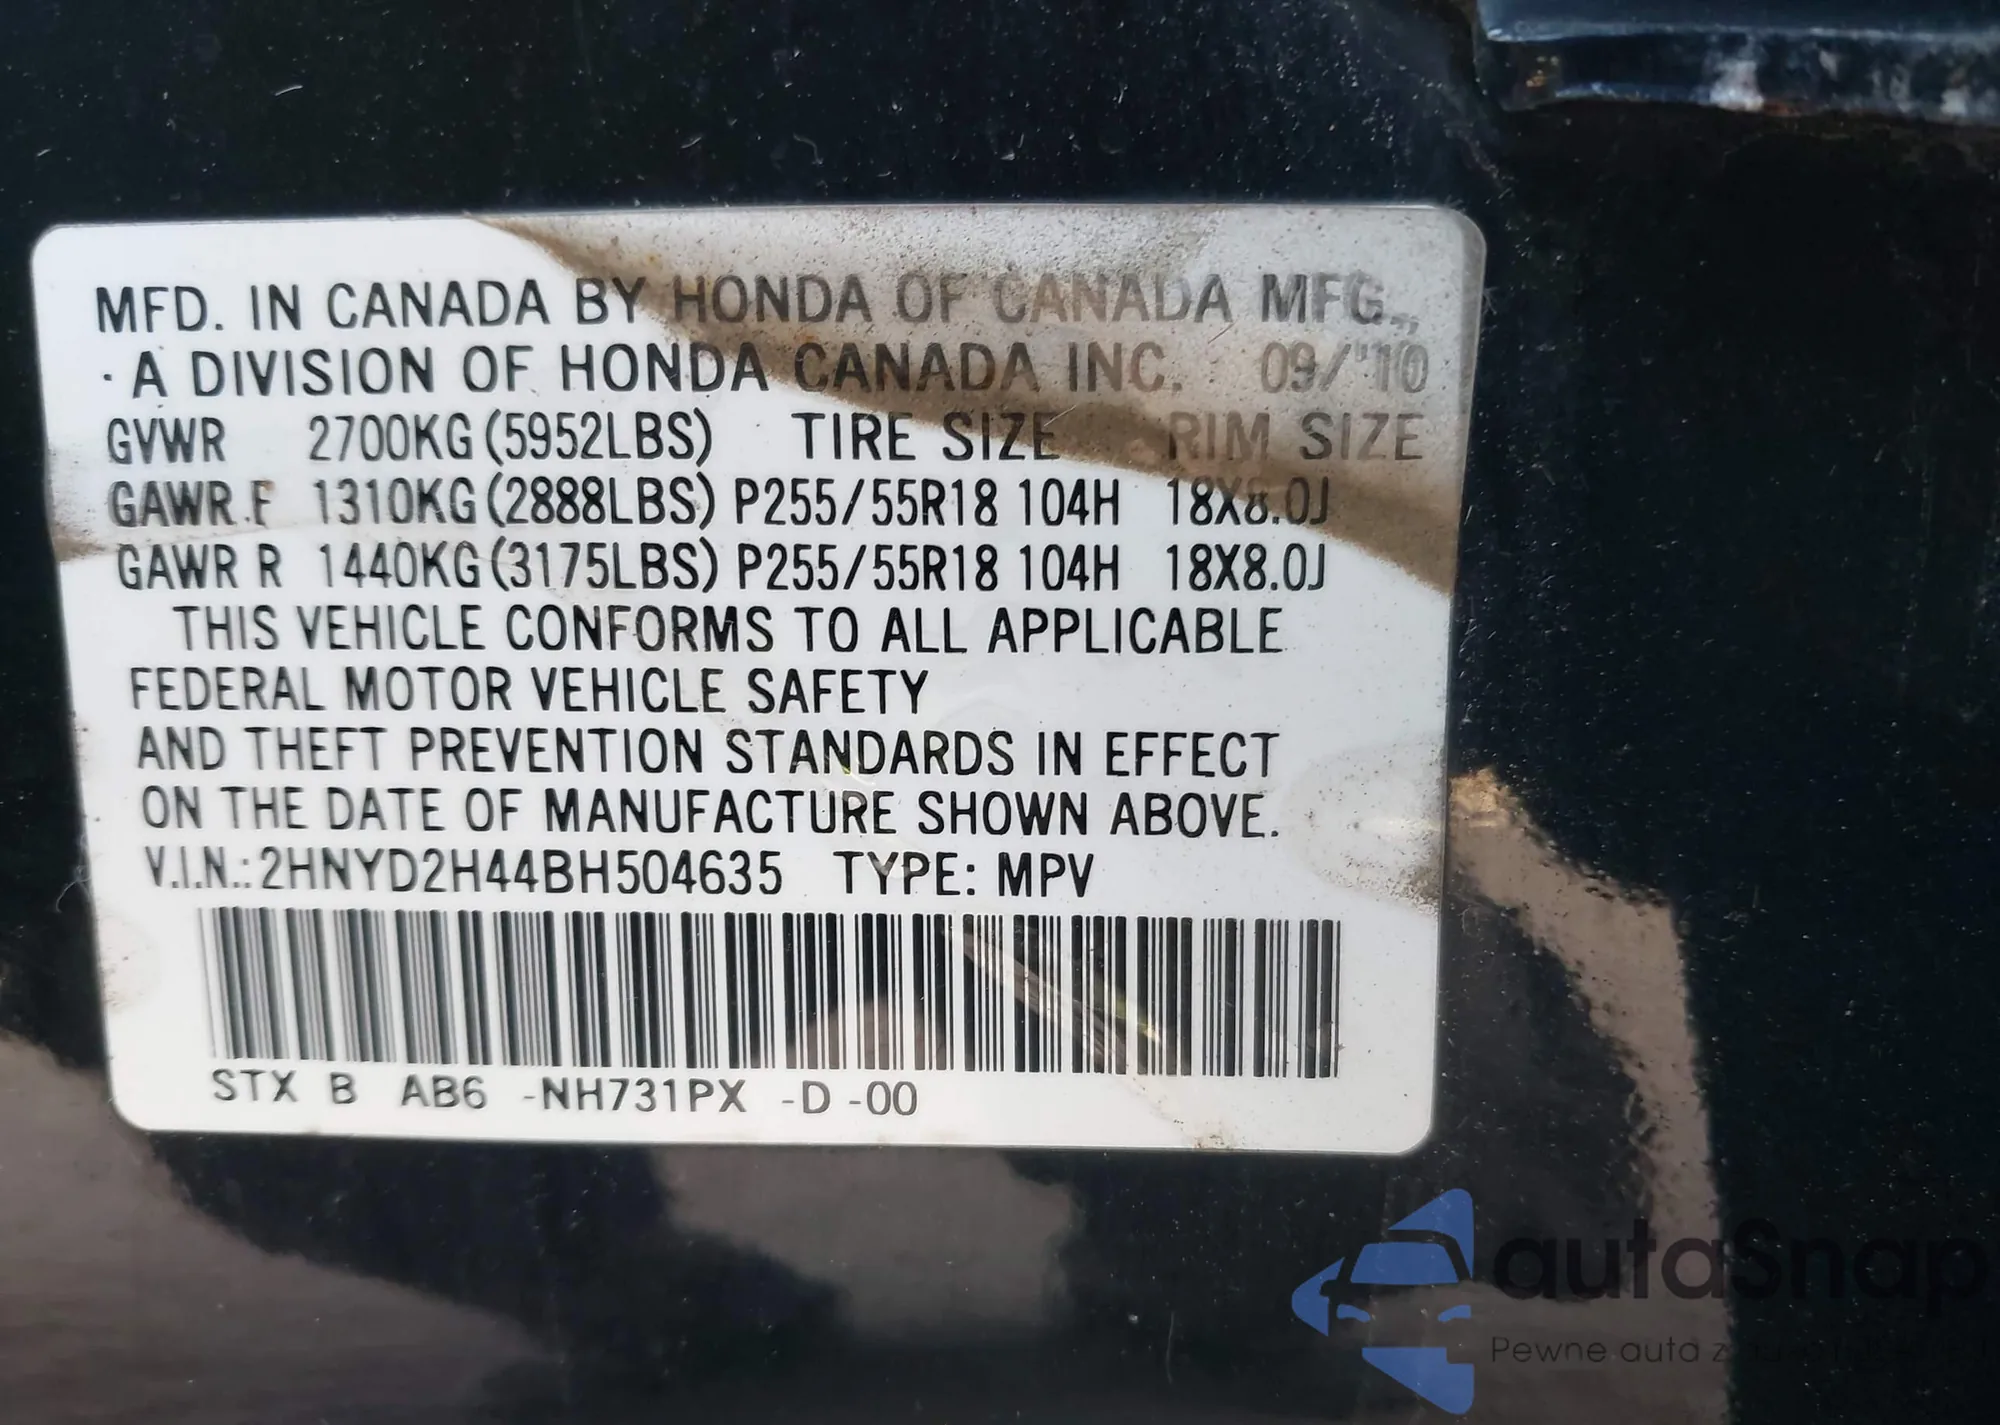 MFD. IN CANADA BY HONDA OF CANADA MFG.,
A DIVISION OF HONDA CANADA INC. 09/'10
GVWR 2700KG (5952LBS) TIRE SIZE RIM SIZE
GAWR F 1310KG (2888LBS) P255/55R18 104H 18X8.0J
GAWR R 1440KG (3175LBS) P255/55R18 104H 18X8.0J
THIS VEHICLE CONFORMS TO ALL APPLICABLE
FEDERAL MOTOR VEHICLE SAFETY
AND THEFT PREVENTION STANDARDS IN EFFECT
ON THE DATE OF MANUFACTURE SHOWN ABOVE.
V.I.N.: 2HNYD2H44BH504635 TYPE: MPV
STX B AB6 -NH731PX -D -00
autaSnap
Pewne auta z